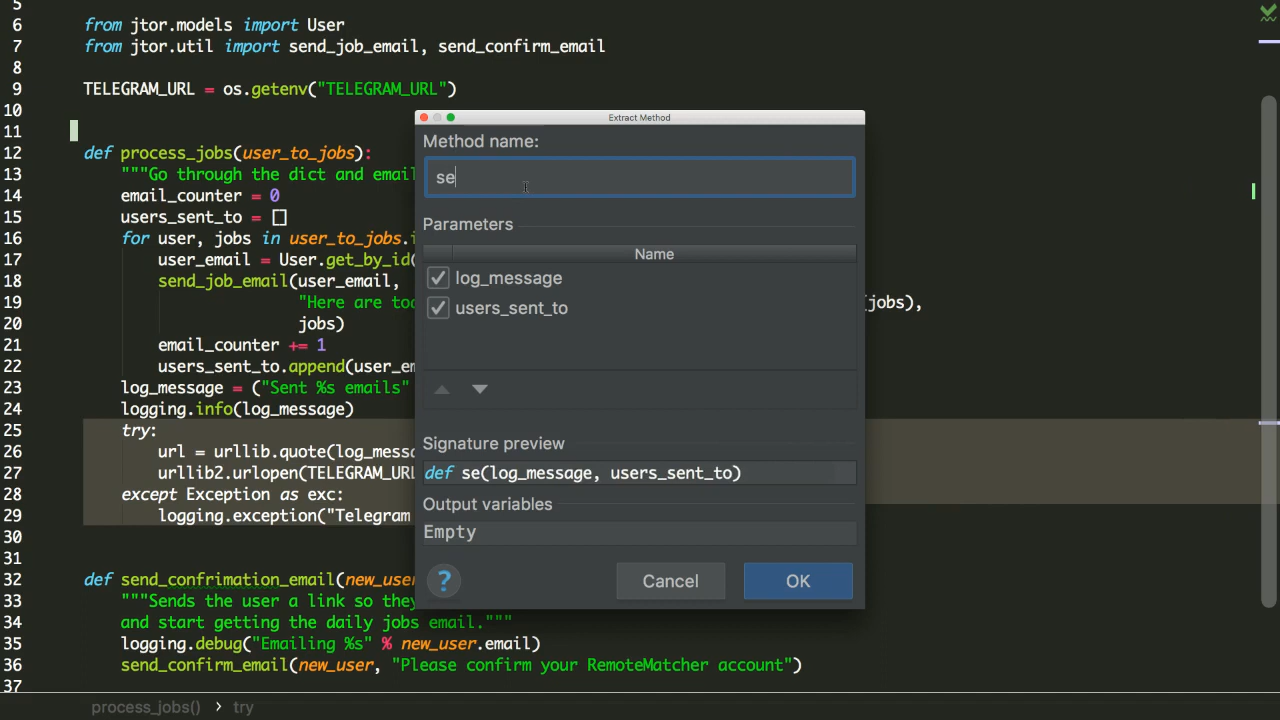 5
6 from jtor.models import User
7 from jtor.util import send_job_email, send_confirm_email
8
9 TELEGRAM_URL = os.getenv("TELEGRAM_URL")
10
11
12 def process_jobs(user_to_jobs):
13 """Go through the dict and email
14 email_counter = 0
15 users_sent_to = []
16 for user, jobs in user_to_jobs.i
17 user_email = User.get_by_id(
18 send_job_email(user_email,
19 "Here are tod (jobs),
20 jobs)
21 email_counter += 1
22 users_sent_to.append(user_em
23 log_message = ("Sent %s emails"
24 logging.info(log_message)
25 try:
26 url = urllib.quote(log_messa
27 urllib2.urlopen(TELEGRAM_URL
28 except Exception as exc:
29 logging.exception("Telegram
30
31
32 def send_confrimation_email(new_user
33 """Sends the user a link so they
34 and start getting the daily jobs email."""
35 logging.debug("Emailing %s" % new_user.email)
36 send_confirm_email(new_user, "Please confirm your RemoteMatcher account")
37
process_jobs() › try
Extract Method
Method name:
se
Parameters
Name
log_message
users_sent_to
Signature preview
def se(log_message, users_sent_to)
Output variables
Empty
?
Cancel OK